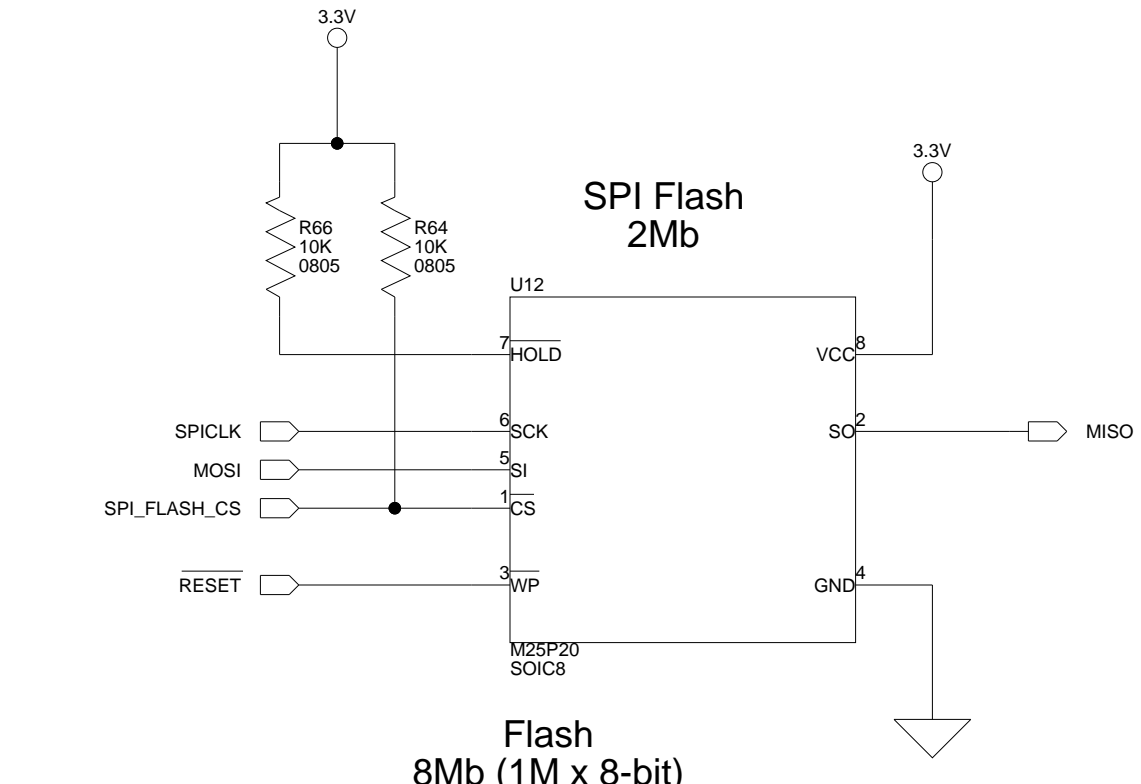 3.3V
3.3V
SPI Flash
2Mb
R66
10K
0805
R64
10K
0805
U12
7
HOLD
VCC
8
SPICLK
6
SCK
SO
2
MISO
MOSI
5
SI
SPI_FLASH_CS
1
CS
RESET
3
WP
GND
4
M25P20
SOIC8
Flash
8Mb (1M x 8-bit)